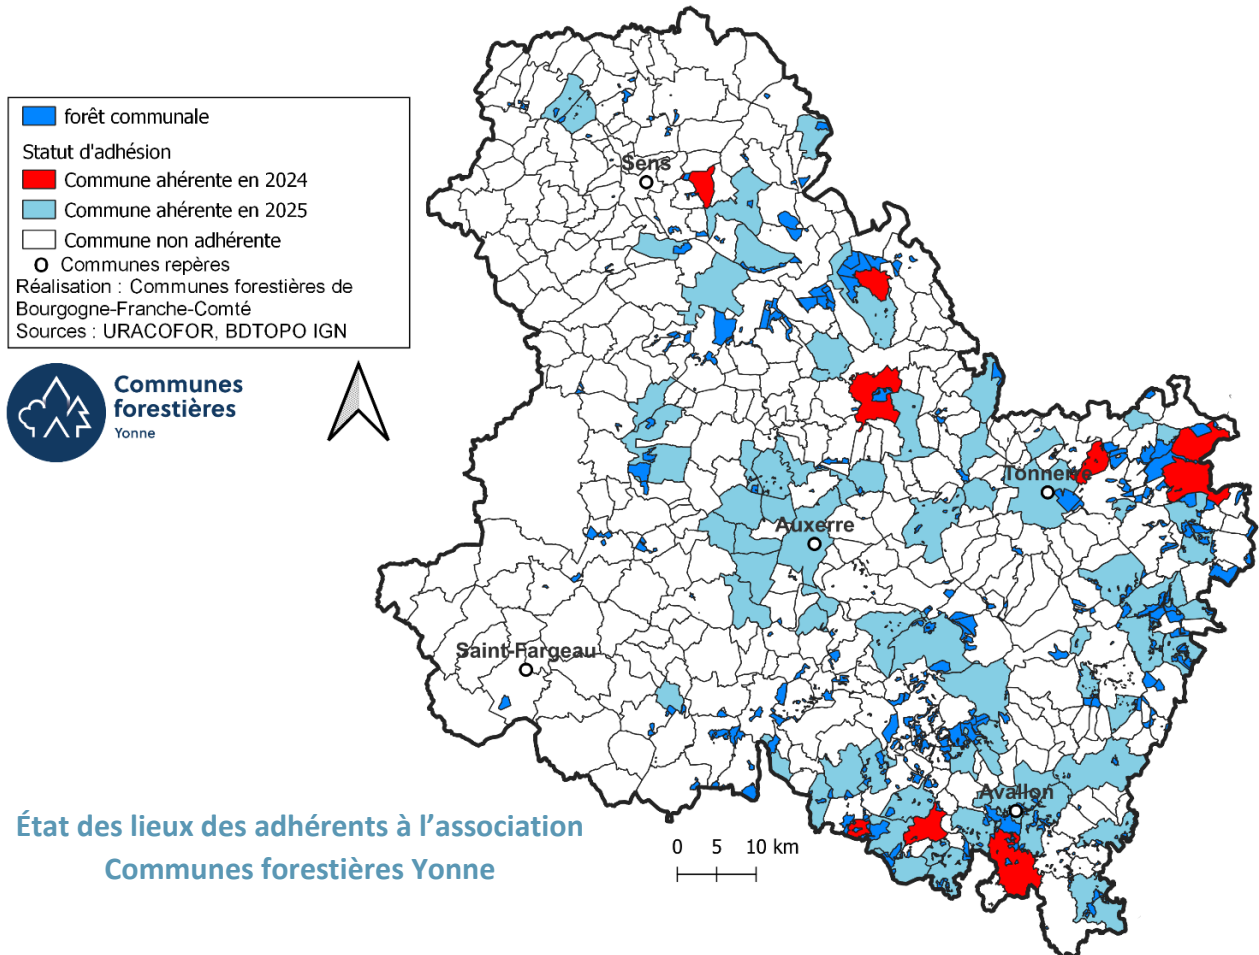 forêt communale
Statut d'adhésion
Commune ahérente en 2024
Commune ahérente en 2025
Commune non adhérente
Communes repères
Réalisation : Communes forestières de
Bourgogne-Franche-Comté
Sources : URACOFOR, BDTOPO IGN
Communes
forestières
Yonne
Sens
Tonnerre
Auxerre
Saint-Fargeau
Avallon
État des lieux des adhérents à l'association
Communes forestières Yonne
0 5 10 km